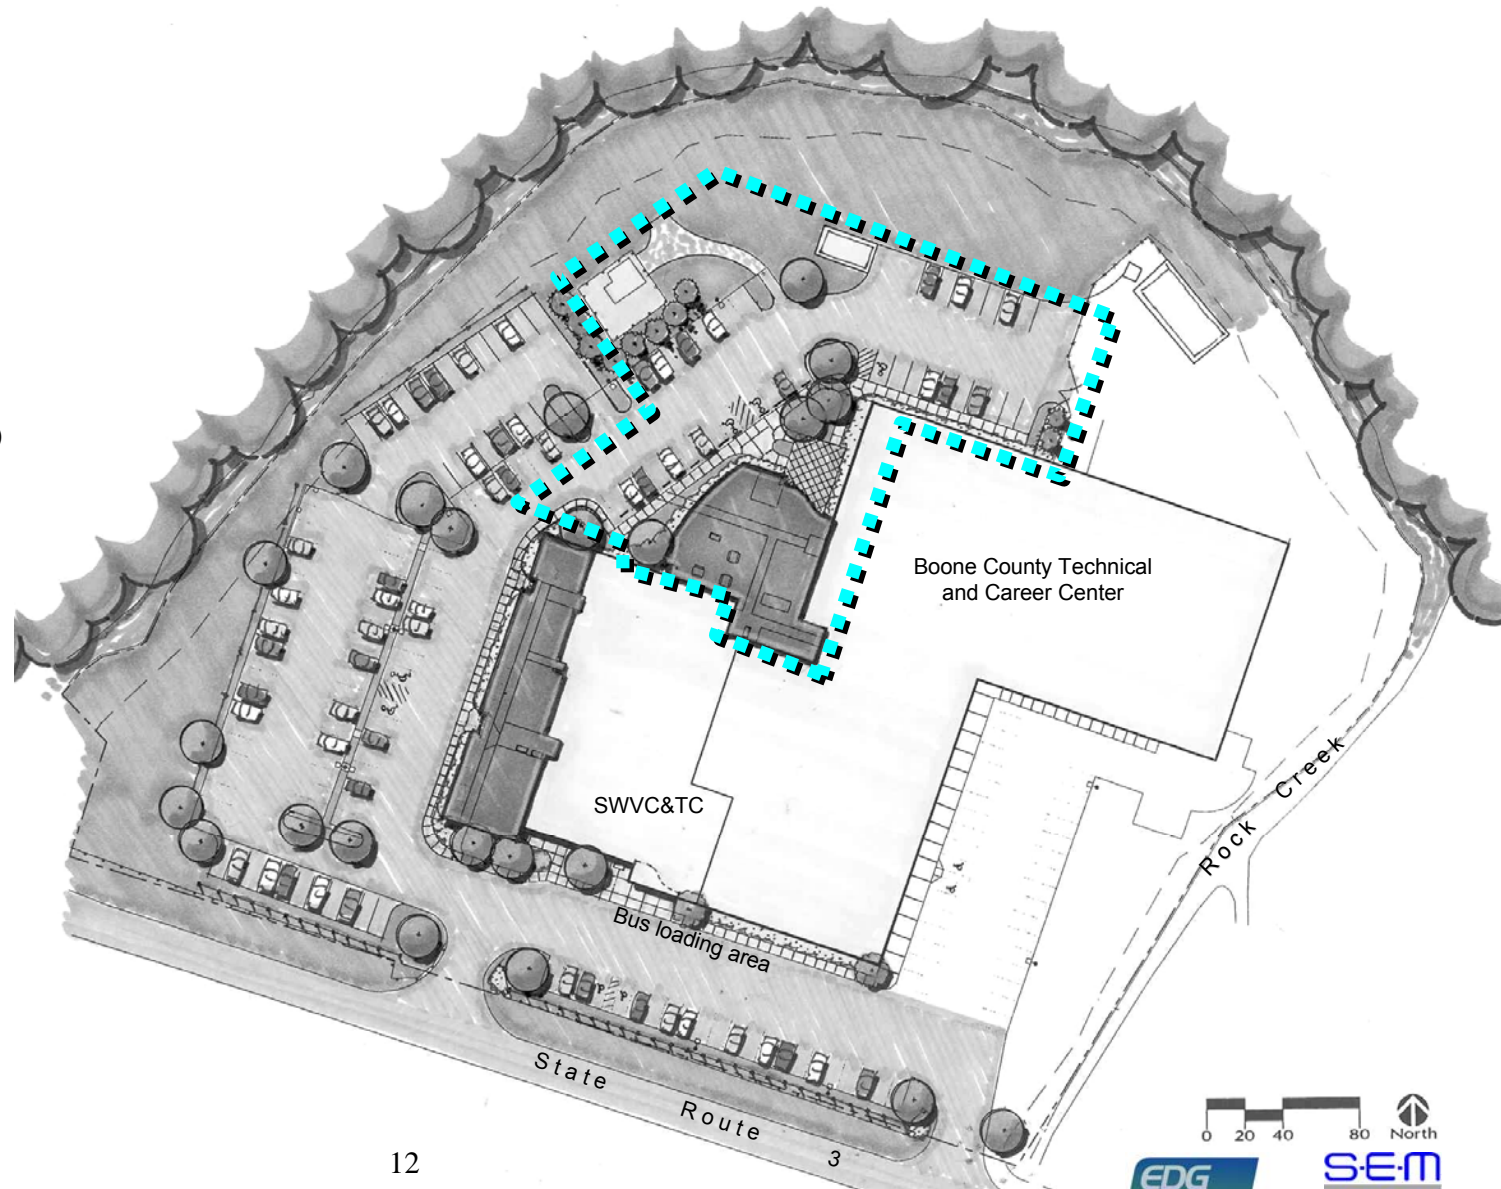 Boone County Technical
and Career Center
SWVC&TC
Rock Creek
Bus loading area
State Route 3
0 20 40 80 North
12
EDG
S·E·M